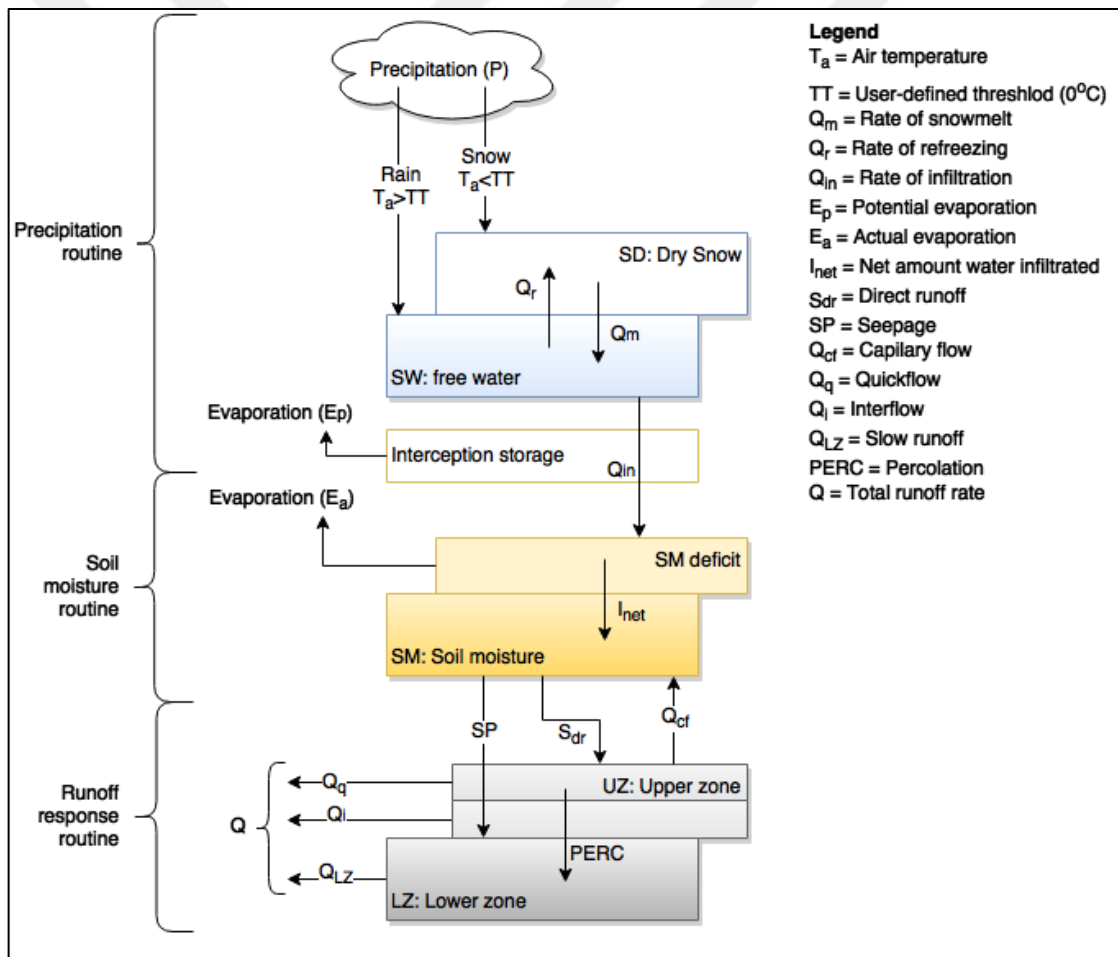 Precipitation (P)
Rain
Tₐ>TT
Snow
Tₐ<TT
Precipitation
routine
SD: Dry Snow
Qr
Qm
SW: free water
Evaporation (Ep)
Interception storage
Qin
Evaporation (Eₐ)
SM deficit
Soil
moisture
routine
Inet
SM: Soil moisture
SP
Sdr
Qcf
Runoff
response
routine
Q
Qq
UZ: Upper zone
Qi
PERC
QLZ
LZ: Lower zone
Legend
Tₐ = Air temperature
TT = User-defined threshlod (0⁰C)
Qm = Rate of snowmelt
Qr = Rate of refreezing
Qin = Rate of infiltration
Ep = Potential evaporation
Eₐ = Actual evaporation
Inet = Net amount water infiltrated
Sdr = Direct runoff
SP = Seepage
Qcf = Capilary flow
Qq = Quickflow
Qi = Interflow
QLZ = Slow runoff
PERC = Percolation
Q = Total runoff rate